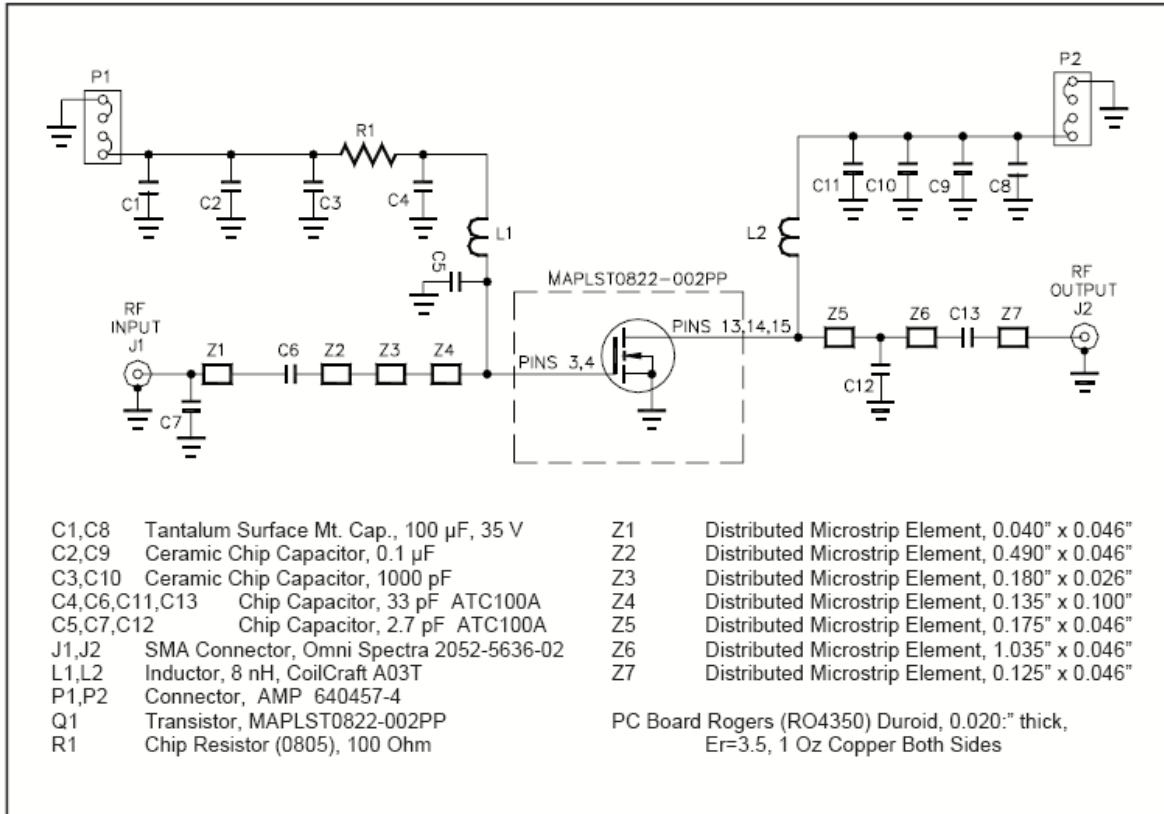 P1
P2
R1
C1
C2
C3
C4
C11
C10
C9
C8
L1
L2
C5
MAPLST0822-002PP
RF
INPUT
J1
RF
OUTPUT
J2
PINS 13,14,15
PINS 3,4
Z1
C6
Z2
Z3
Z4
Z5
Z6
C13
Z7
C7
C12
C1,C8 Tantalum Surface Mt. Cap., 100 µF, 35 V
C2,C9 Ceramic Chip Capacitor, 0.1 µF
C3,C10 Ceramic Chip Capacitor, 1000 pF
C4,C6,C11,C13 Chip Capacitor, 33 pF ATC100A
C5,C7,C12 Chip Capacitor, 2.7 pF ATC100A
J1,J2 SMA Connector, Omni Spectra 2052-5636-02
L1,L2 Inductor, 8 nH, CoilCraft A03T
P1,P2 Connector, AMP 640457-4
Q1 Transistor, MAPLST0822-002PP
R1 Chip Resistor (0805), 100 Ohm
Z1 Distributed Microstrip Element, 0.040" x 0.046"
Z2 Distributed Microstrip Element, 0.490" x 0.046"
Z3 Distributed Microstrip Element, 0.180" x 0.026"
Z4 Distributed Microstrip Element, 0.135" x 0.100"
Z5 Distributed Microstrip Element, 0.175" x 0.046"
Z6 Distributed Microstrip Element, 1.035" x 0.046"
Z7 Distributed Microstrip Element, 0.125" x 0.046"
PC Board Rogers (RO4350) Duroid, 0.020:" thick,
Er=3.5, 1 Oz Copper Both Sides